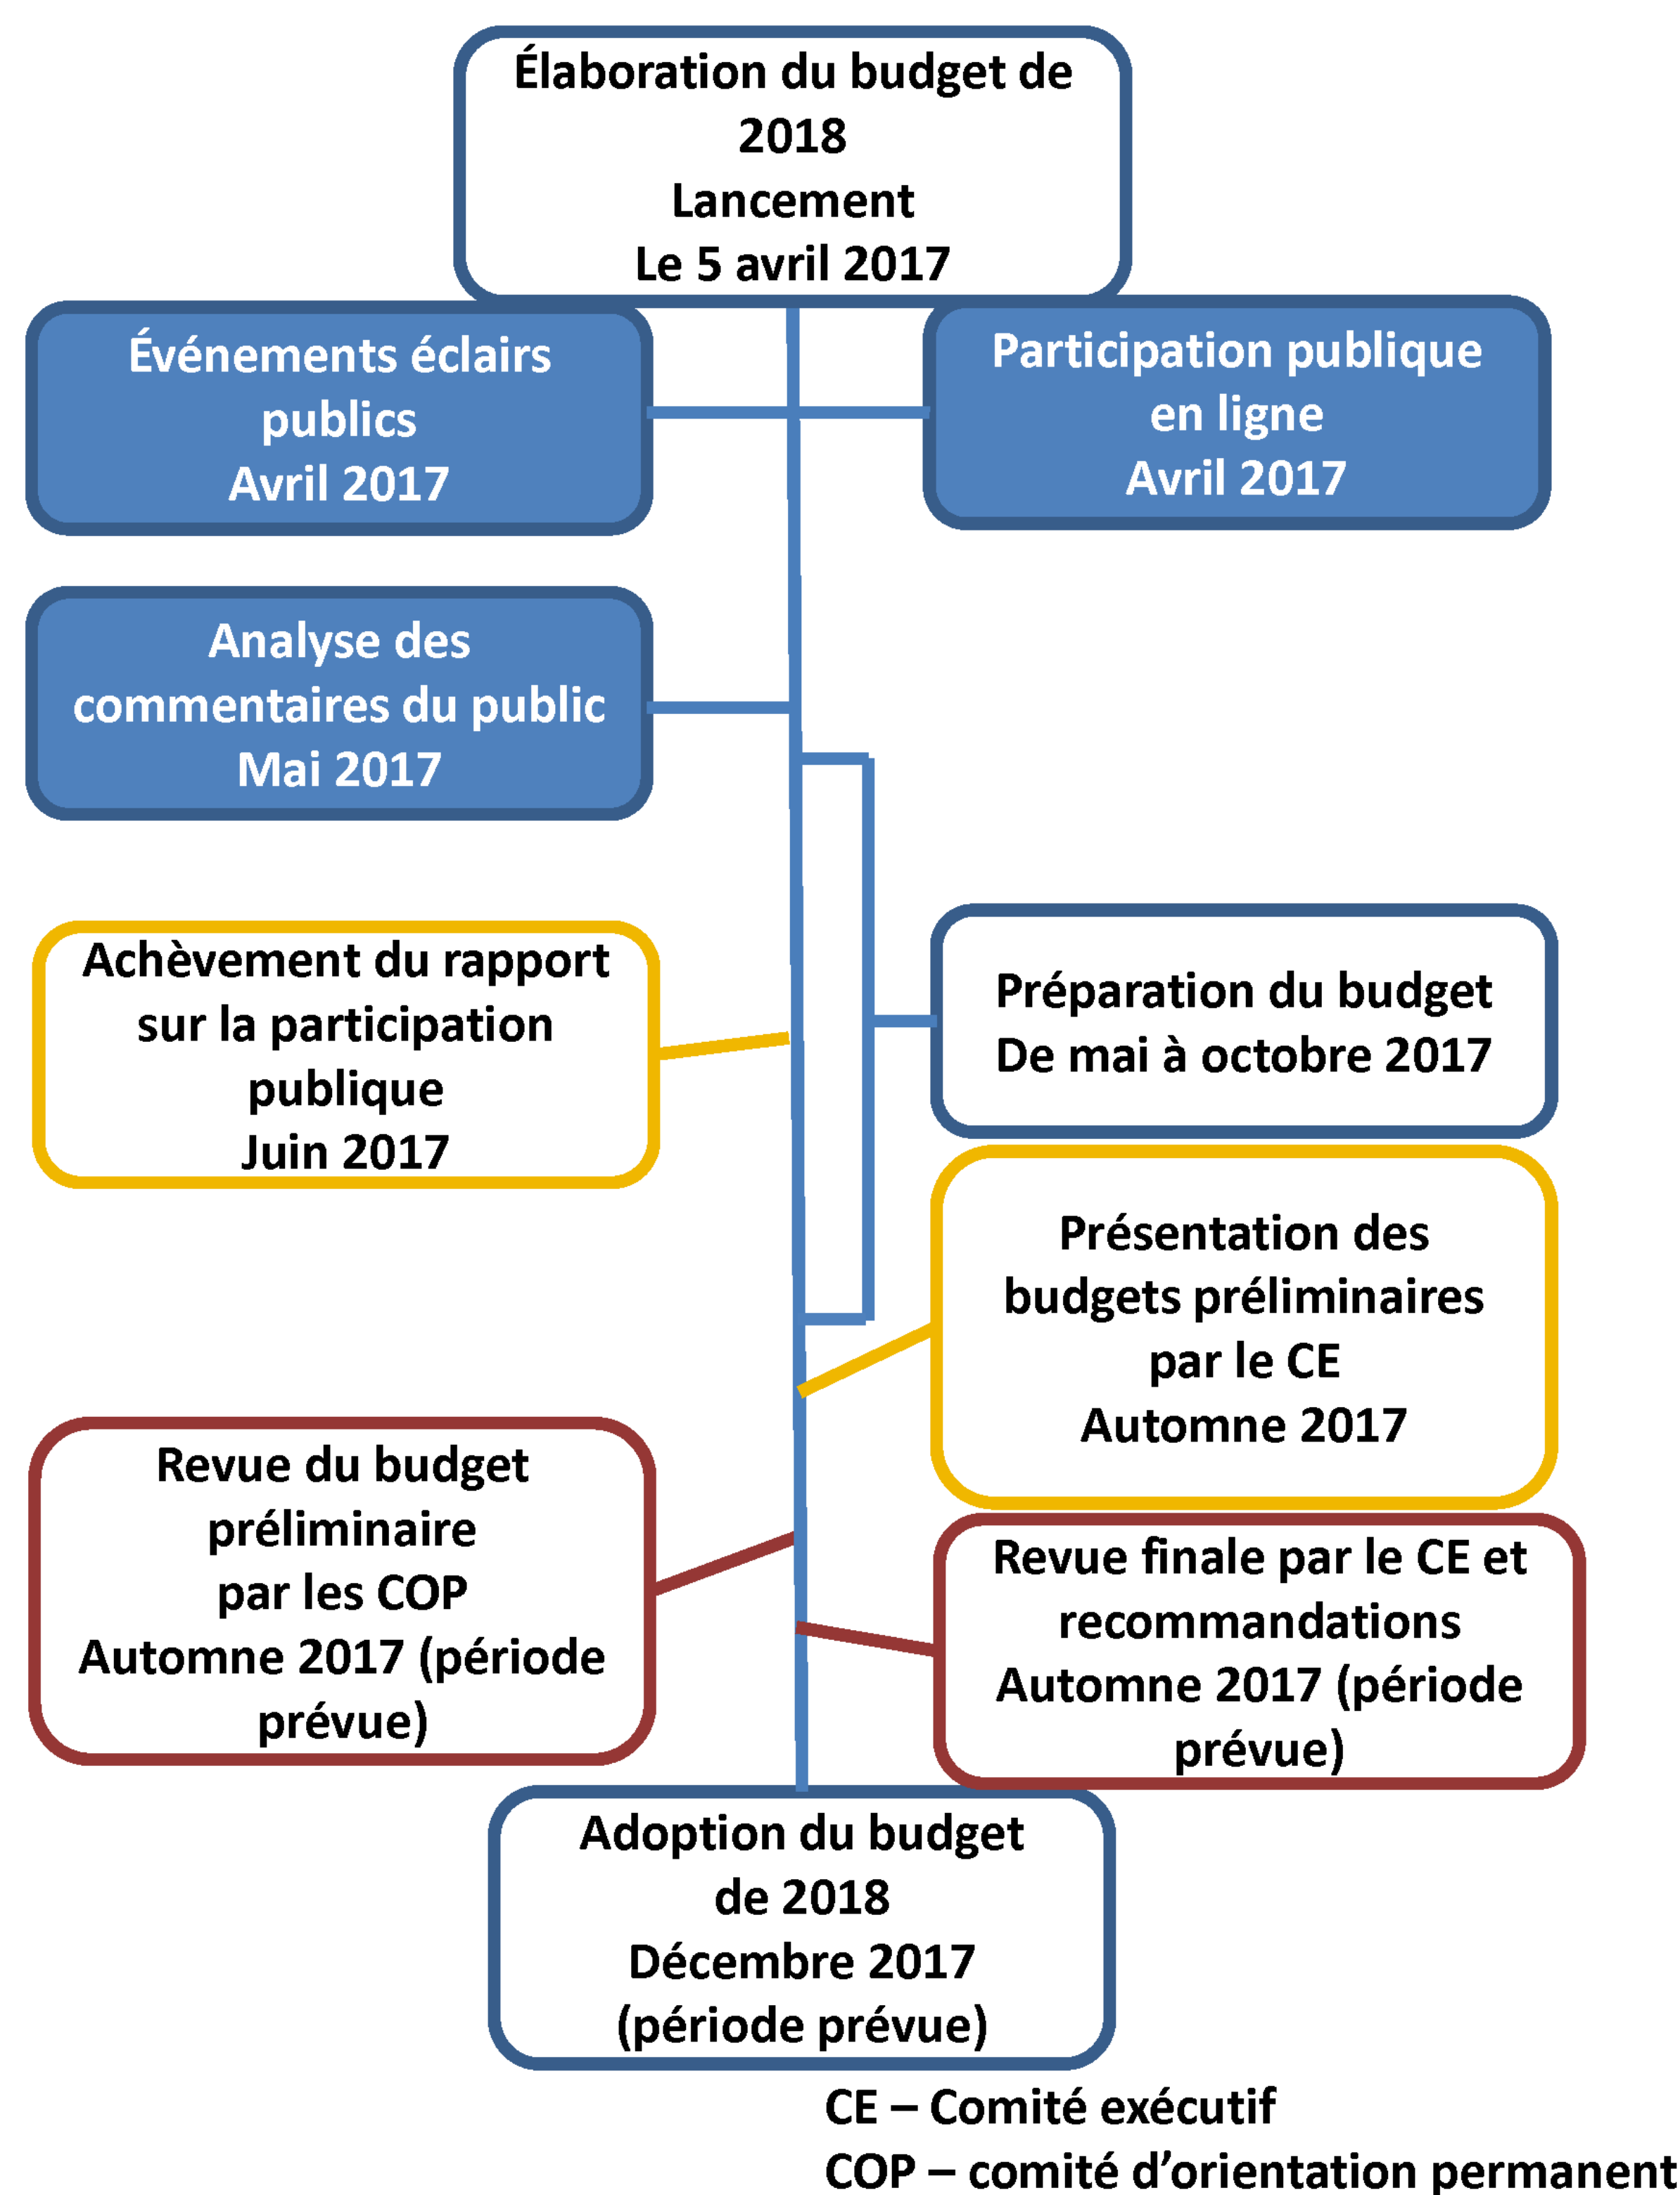 Élaboration du budget de
2018
Lancement
Le 5 avril 2017
Événements éclairs
publics
Avril 2017
Participation publique
en ligne
Avril 2017
Analyse des
commentaires du public
Mai 2017
Achèvement du rapport
sur la participation
publique
Juin 2017
Préparation du budget
De mai à octobre 2017
Présentation des
budgets préliminaires
par le CE
Automne 2017
Revue du budget
préliminaire
par les COP
Automne 2017 (période
prévue)
Revue finale par le CE et
recommandations
Automne 2017 (période
prévue)
Adoption du budget
de 2018
Décembre 2017
(période prévue)
CE – Comité exécutif
COP – comité d’orientation permanent